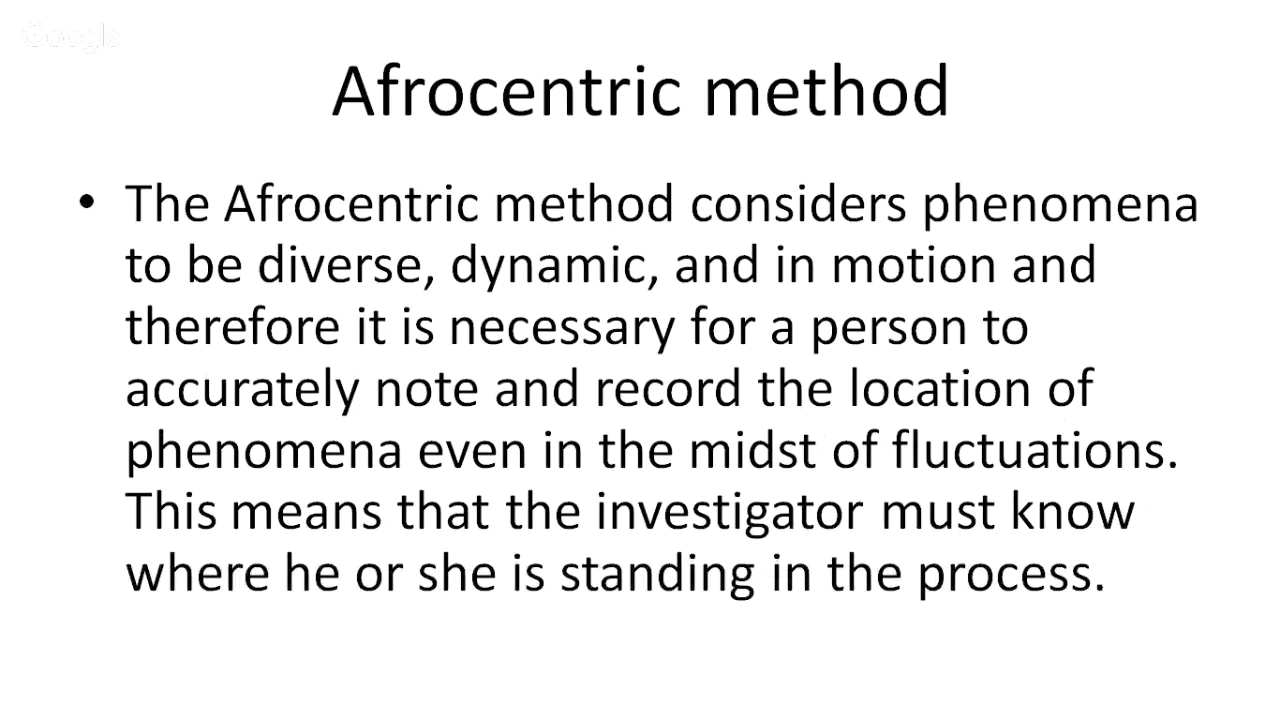 Google
Afrocentric method
• The Afrocentric method considers phenomena
to be diverse, dynamic, and in motion and
therefore it is necessary for a person to
accurately note and record the location of
phenomena even in the midst of fluctuations.
This means that the investigator must know
where he or she is standing in the process.